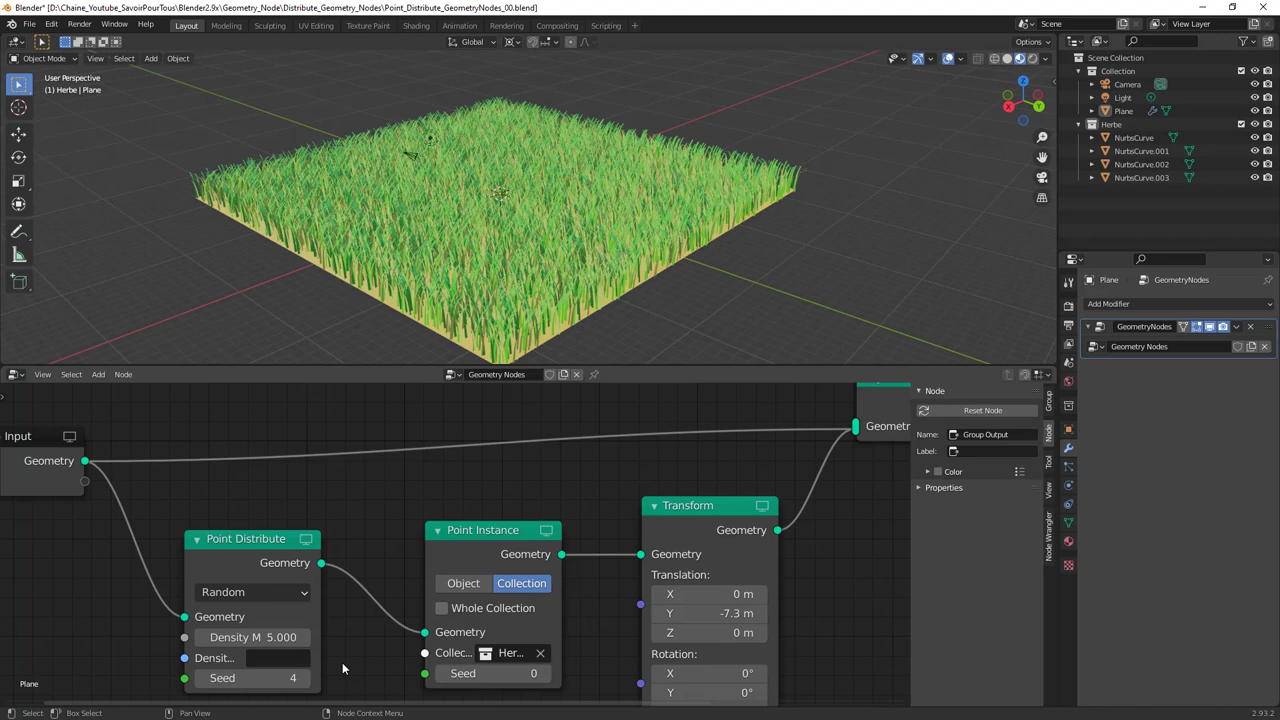 Blender* [D:\Chaine_Youtube_SavoirPourTous\Blender2.9x\Geometry_Node\Distribute_Geometry_Nodes\Point_Distribute_GeometryNodes_00.blend]
File Edit Render Window Help Layout Modeling Sculpting UV Editing Texture Paint Shading Animation Rendering Compositing Scripting + Scene View Layer
Global Options
Object Mode View Select Add Object
User Perspective
(1) Herbe | Plane
X Y Z
Scene Collection
Collection
Camera
Light
Plane
Herbe
NurbsCurve
NurbsCurve.001
NurbsCurve.002
NurbsCurve.003
Plane GeometryNodes
Add Modifier
GeometryNodes
Geometry Nodes
View Select Add Node Geometry Nodes
Input
Geometry
Point Distribute
Geometry
Random
Geometry
Density M 5.000
Densit...
Seed 4
Point Instance
Geometry
Object Collection
Whole Collection
Geometry
Collec... Her...
Seed 0
Transform
Geometry
Geometry
Translation:
X 0 m
Y -7.3 m
Z 0 m
Rotation:
X 0°
Y 0°
Geometr
Node
Reset Node
Name: Group Output
Label:
Color
Properties
Group
Node
Tool
View
Node Wrangler
Plane
Select Box Select Pan View Node Context Menu 2.93.2